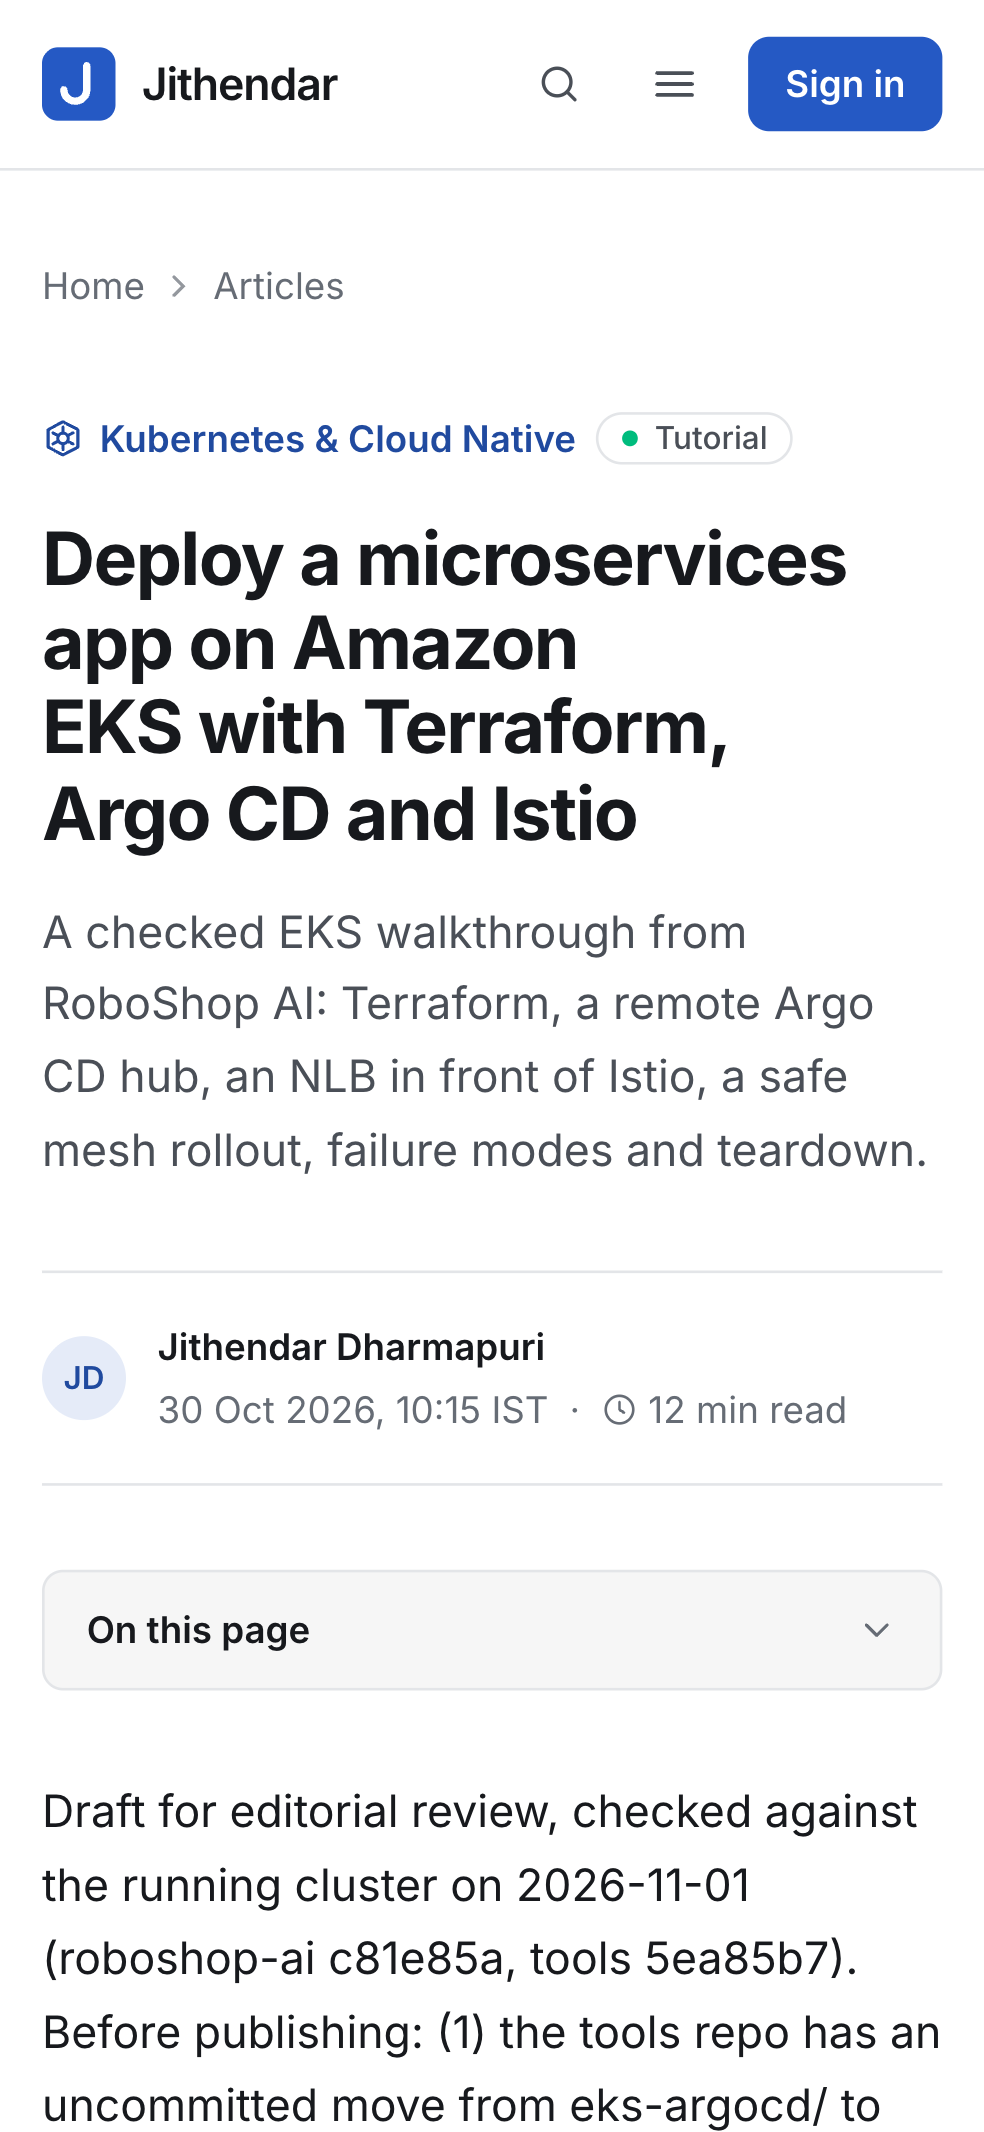 J Jithendar Sign in
Home > Articles
Kubernetes & Cloud Native Tutorial
Deploy a microservices
app on Amazon
EKS with Terraform,
Argo CD and Istio
A checked EKS walkthrough from
RoboShop AI: Terraform, a remote Argo
CD hub, an NLB in front of Istio, a safe
mesh rollout, failure modes and teardown.
JD Jithendar Dharmapuri
30 Oct 2026, 10:15 IST · 12 min read
On this page
Draft for editorial review, checked against
the running cluster on 2026-11-01
(roboshop-ai c81e85a, tools 5ea85b7).
Before publishing: (1) the tools repo has an
uncommitted move from eks-argocd/ to